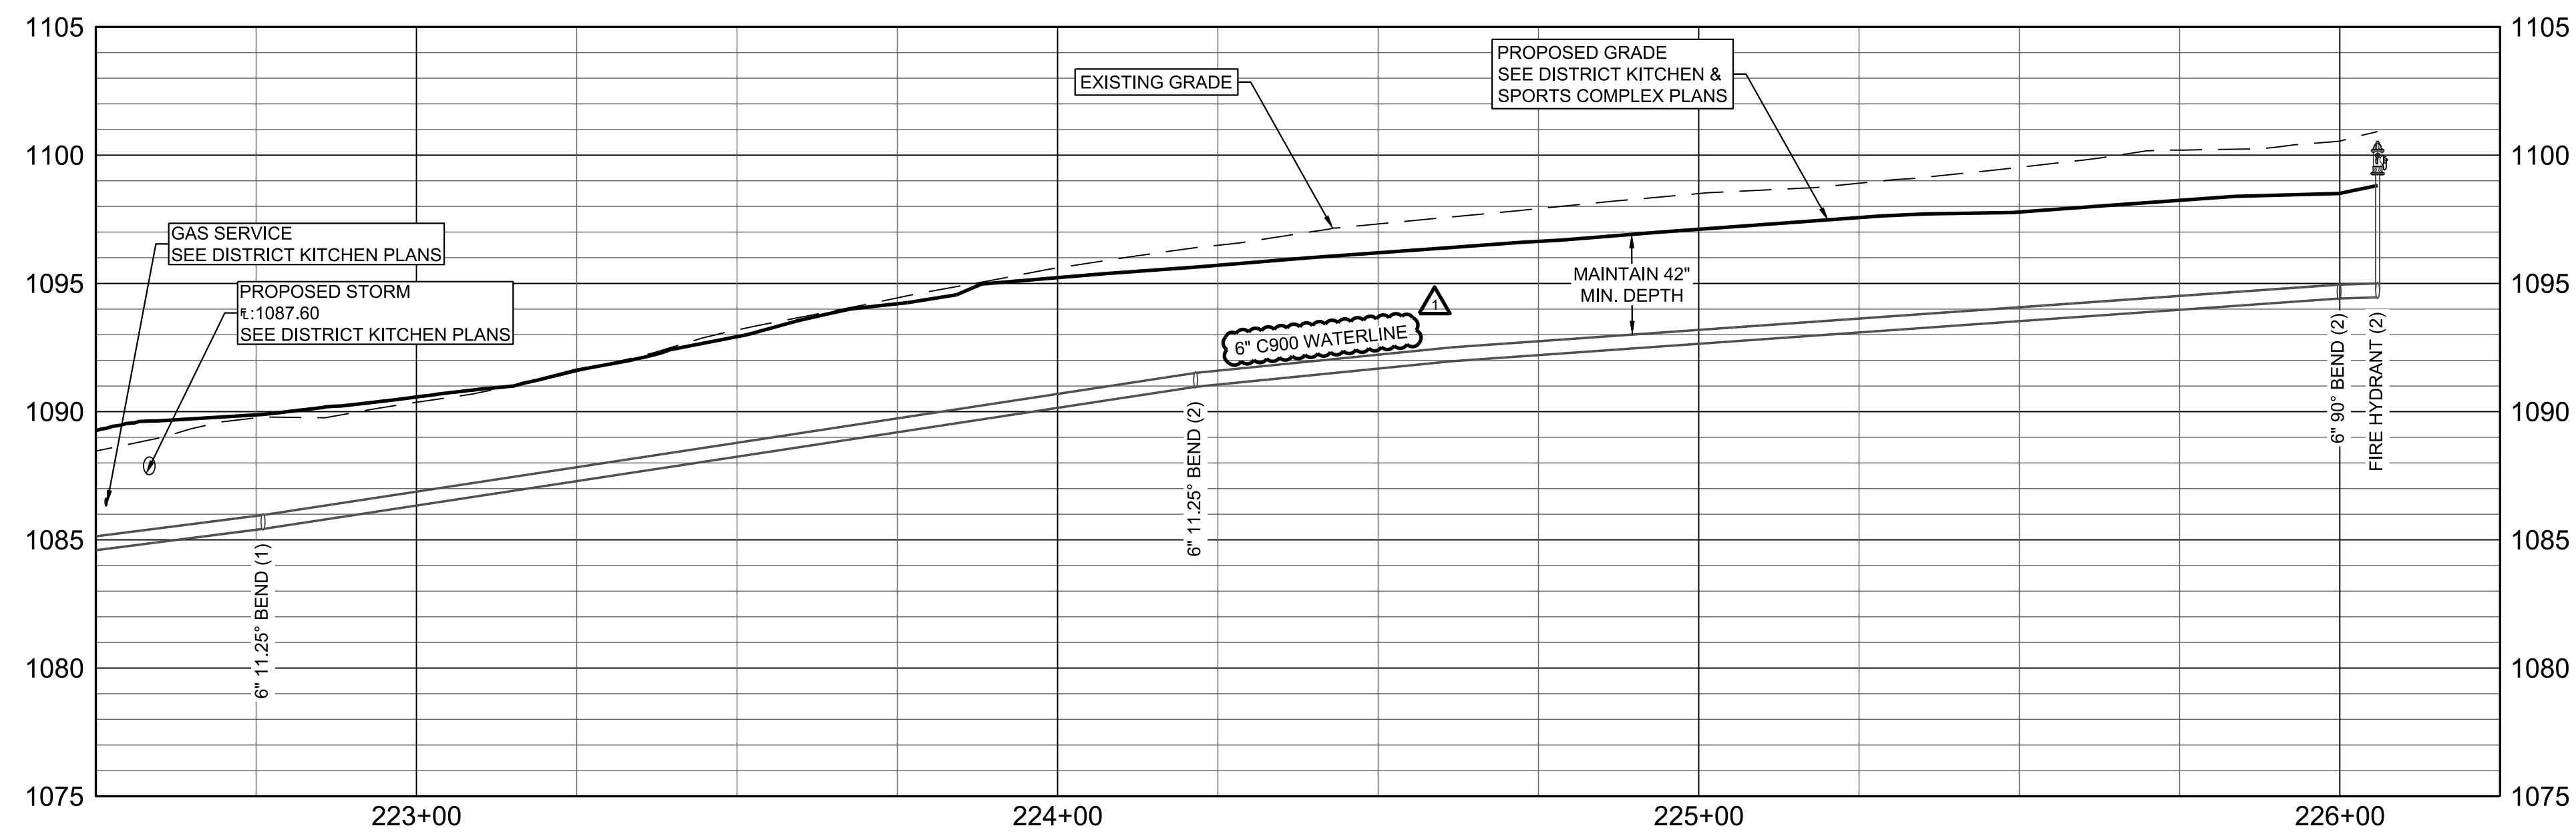 1105
1105
EXISTING GRADE
PROPOSED GRADE
SEE DISTRICT KITCHEN &
SPORTS COMPLEX PLANS
1100
1100
GAS SERVICE
SEE DISTRICT KITCHEN PLANS
PROPOSED STORM
FL:1087.60
SEE DISTRICT KITCHEN PLANS
1095
1095
MAINTAIN 42"
MIN. DEPTH
1
6" C900 WATERLINE
1090
1090
6" 11.25° BEND (1)
6" 11.25° BEND (2)
6" 90° BEND (2)
FIRE HYDRANT (2)
1085
1085
1080
1080
1075
1075
223+00
224+00
225+00
226+00